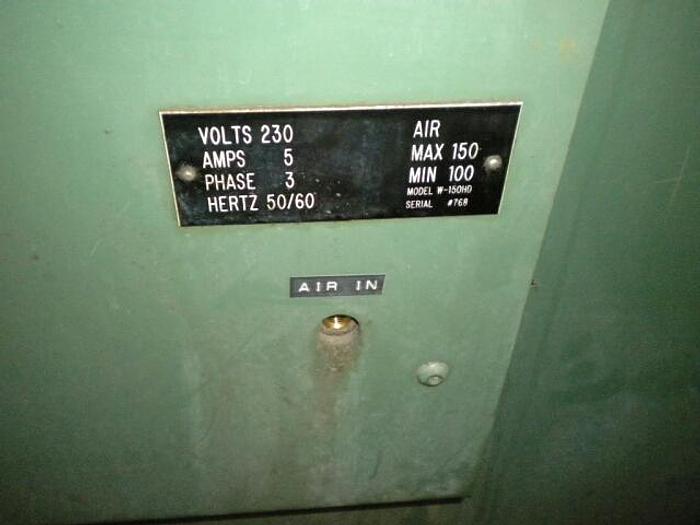 VOLTS 230
AMPS 5
PHASE 3
HERTZ 50/60
AIR
MAX 150
MIN 100
MODEL W-150HD
SERIAL #768
AIR IN